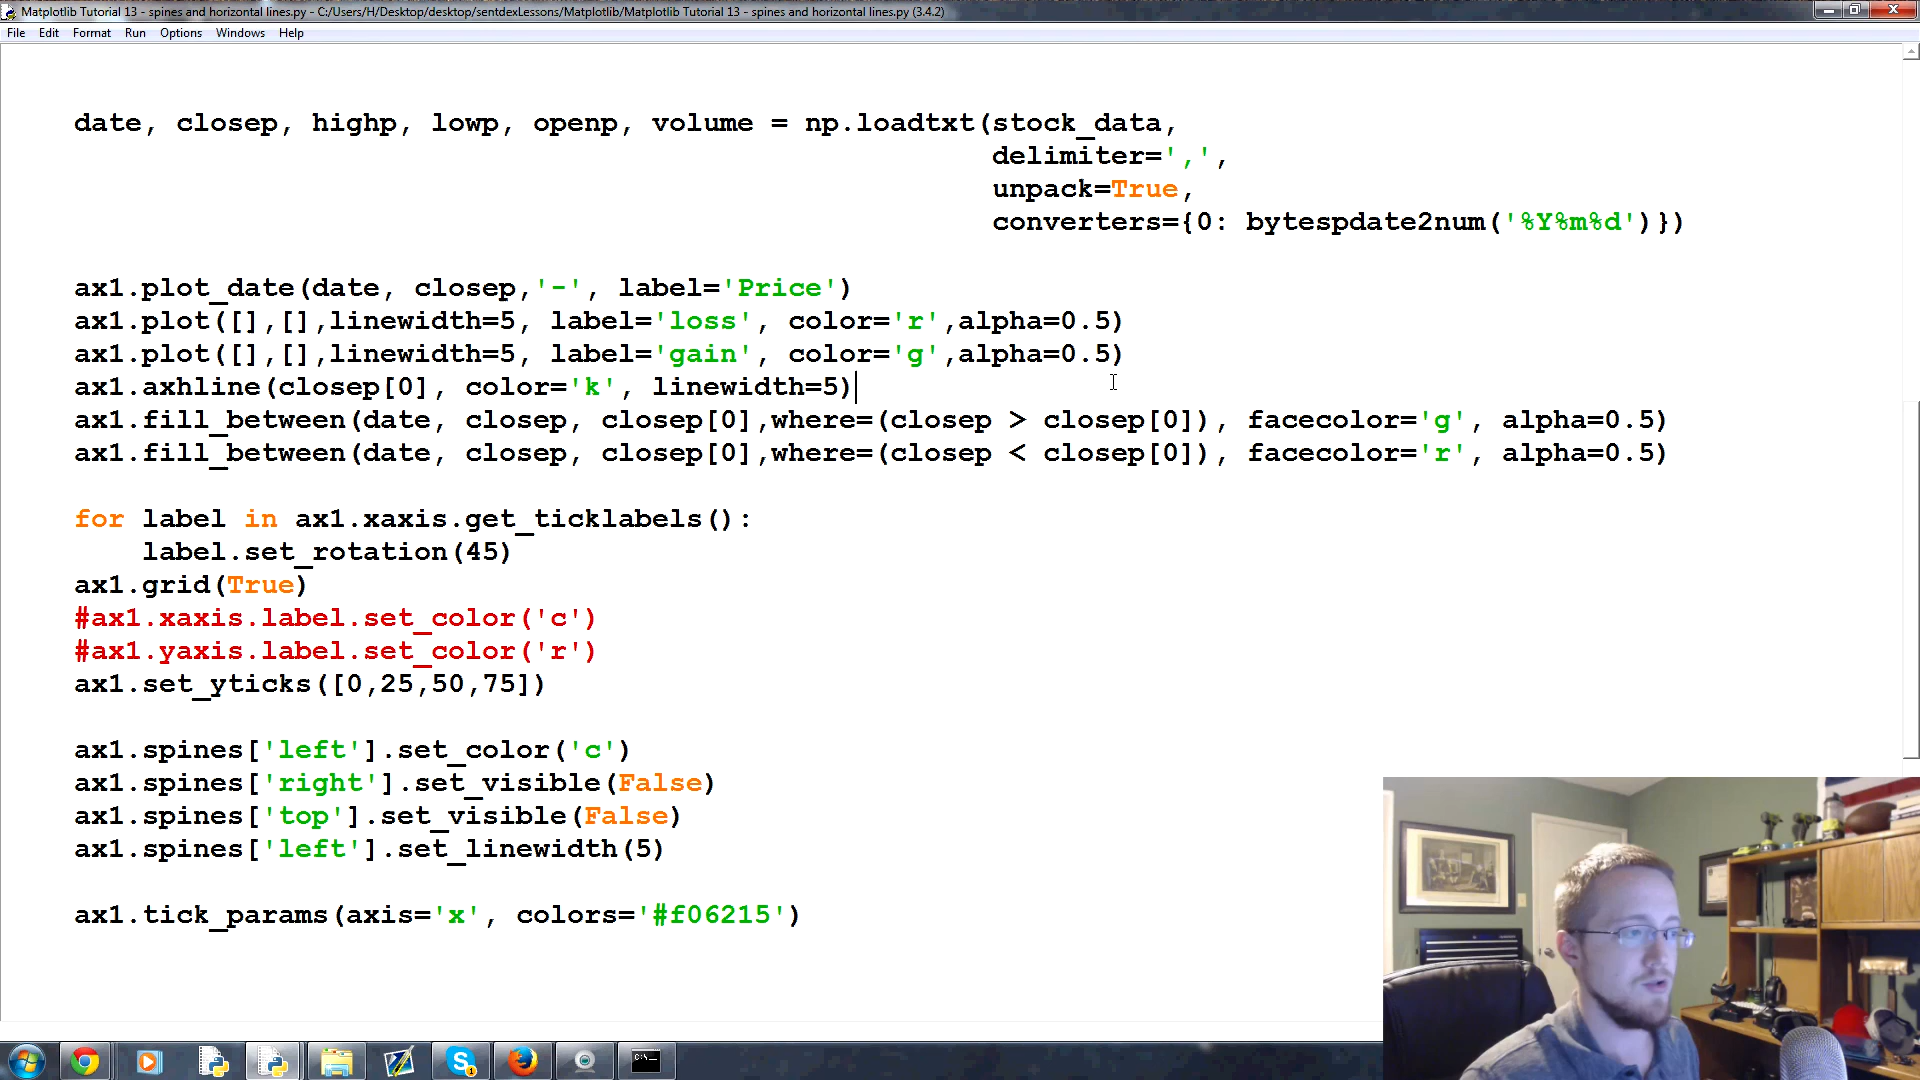 Matplotlib Tutorial 13 - spines and horizontal lines.py - C:/Users/H/Desktop/desktop/sentdexLessons/Matplotlib/Matplotlib Tutorial 13 - spines and horizontal lines.py (3.4.2)
File Edit Format Run Options Windows Help
date, closep, highp, lowp, openp, volume = np.loadtxt(stock_data,
delimiter=',',
unpack=True,
converters={0: bytespdate2num('%Y%m%d')})
ax1.plot_date(date, closep,'-', label='Price')
ax1.plot([],[],linewidth=5, label='loss', color='r',alpha=0.5)
ax1.plot([],[],linewidth=5, label='gain', color='g',alpha=0.5)
ax1.axhline(closep[0], color='k', linewidth=5)
ax1.fill_between(date, closep, closep[0],where=(closep > closep[0]), facecolor='g', alpha=0.5)
ax1.fill_between(date, closep, closep[0],where=(closep < closep[0]), facecolor='r', alpha=0.5)
for label in ax1.xaxis.get_ticklabels():
label.set_rotation(45)
ax1.grid(True)
#ax1.xaxis.label.set_color('c')
#ax1.yaxis.label.set_color('r')
ax1.set_yticks([0,25,50,75])
ax1.spines['left'].set_color('c')
ax1.spines['right'].set_visible(False)
ax1.spines['top'].set_visible(False)
ax1.spines['left'].set_linewidth(5)
ax1.tick_params(axis='x', colors='#f06215')